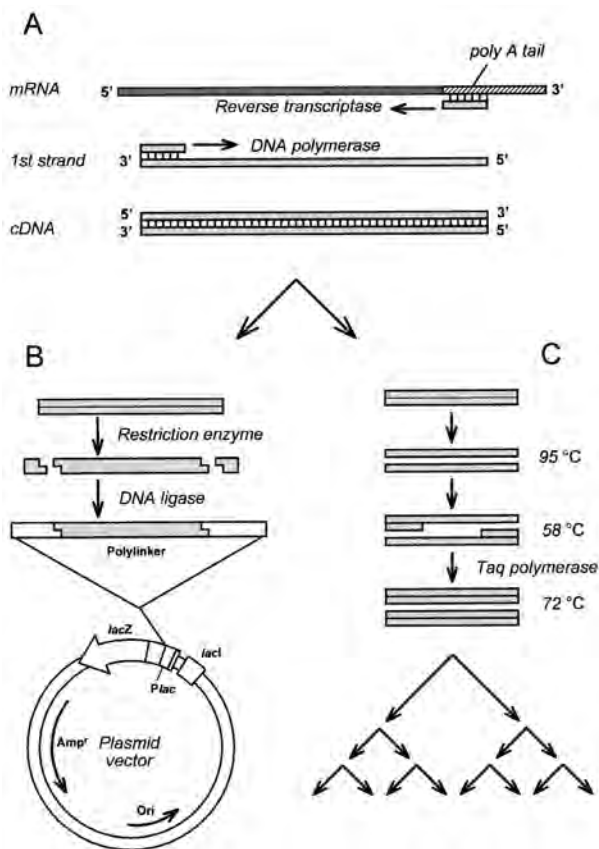 A
poly A tail
mRNA 5' 3'
Reverse transcriptase
DNA polymerase
1st strand 3' 5'
5' 3'
cDNA
3' 5'
B
C
Restriction enzyme
DNA ligase
Polylinker
lacZ
lacI
Plac
Ampr
Plasmid
vector
Ori
95 °C
58 °C
Taq polymerase
72 °C